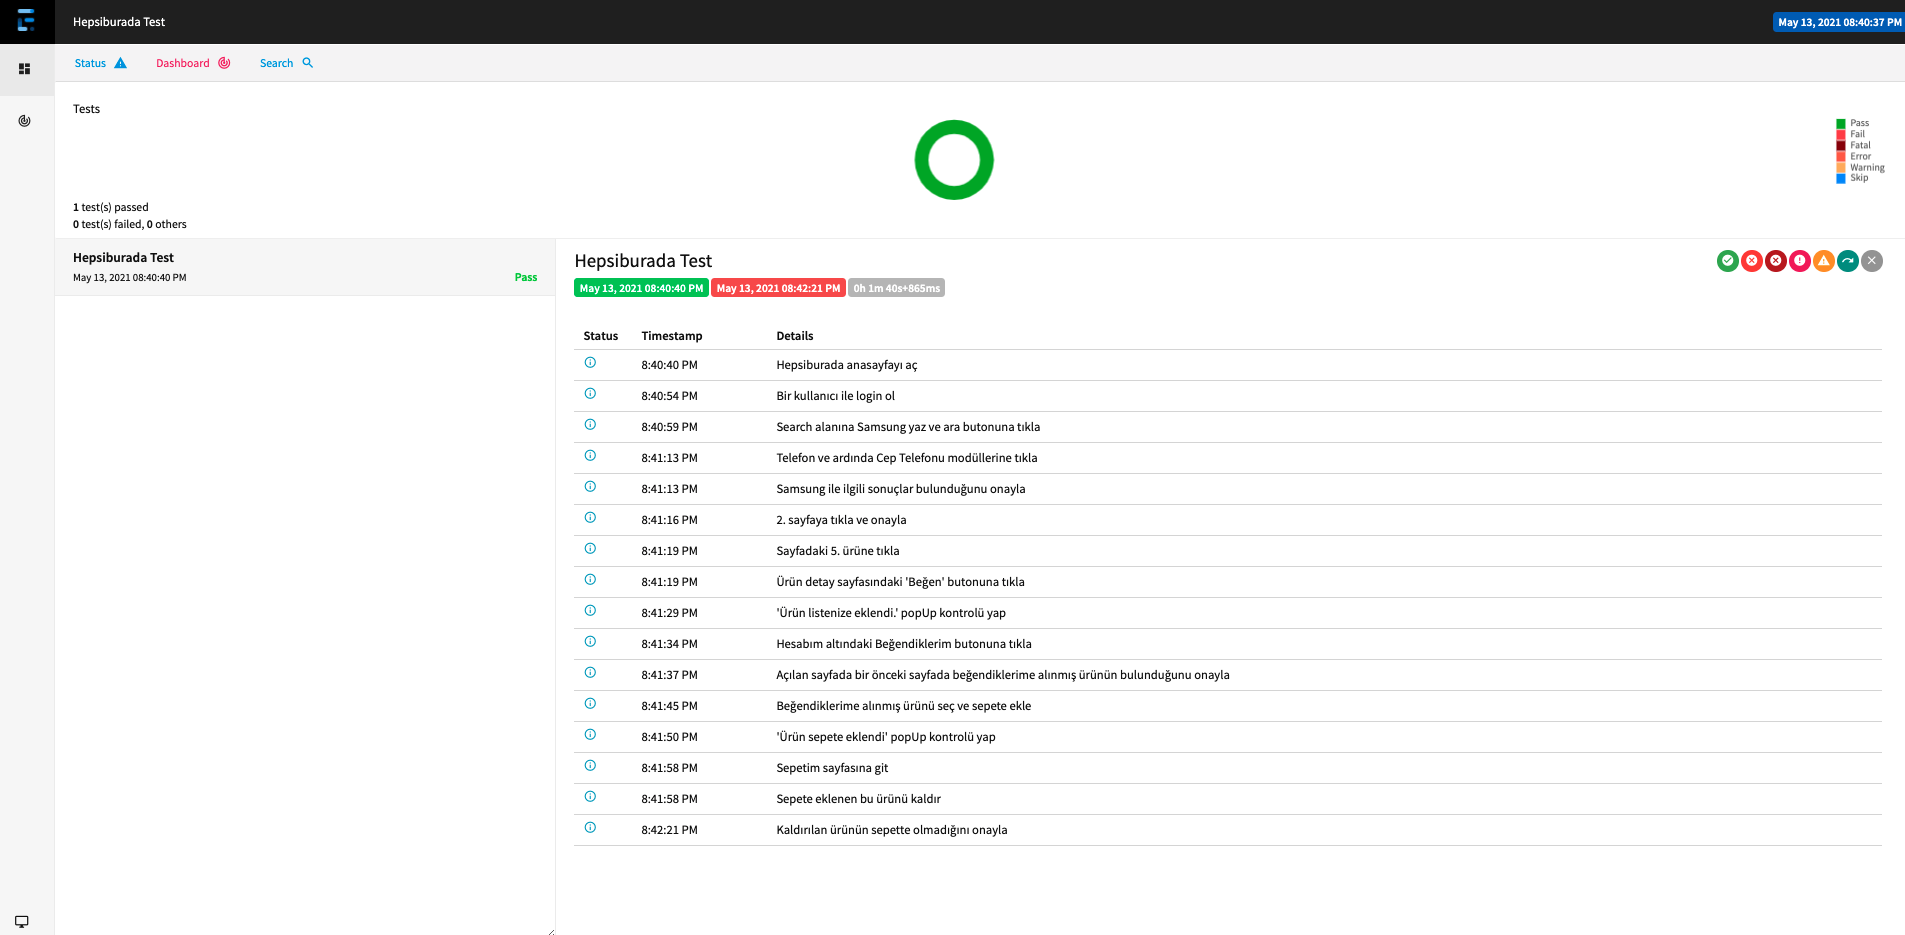 Hepsiburada Test
May 13, 2021 08:40:37 PM
Status
Dashboard
Search
Tests
Pass
Fail
Fatal
Error
Warning
Skip
1 test(s) passed
0 test(s) failed, 0 others
Hepsiburada Test
May 13, 2021 08:40:40 PM
Pass
Hepsiburada Test
May 13, 2021 08:40:40 PM May 13, 2021 08:42:21 PM 0h 1m 40s+865ms
Status Timestamp Details
8:40:40 PM Hepsiburada anasayfayı aç
8:40:54 PM Bir kullanıcı ile login ol
8:40:59 PM Search alanına Samsung yaz ve ara butonuna tıkla
8:41:13 PM Telefon ve ardında Cep Telefonu modüllerine tıkla
8:41:13 PM Samsung ile ilgili sonuçlar bulunduğunu onayla
8:41:16 PM 2. sayfaya tıkla ve onayla
8:41:19 PM Sayfadaki 5. ürüne tıkla
8:41:19 PM Ürün detay sayfasındaki 'Beğen' butonuna tıkla
8:41:29 PM 'Ürün listenize eklendi.' popUp kontrolü yap
8:41:34 PM Hesabım altındaki Beğendiklerim butonuna tıkla
8:41:37 PM Açılan sayfada bir önceki sayfada beğendiklerime alınmış ürünün bulunduğunu onayla
8:41:45 PM Beğendiklerime alınmış ürünü seç ve sepete ekle
8:41:50 PM 'Ürün sepete eklendi' popUp kontrolü yap
8:41:58 PM Sepetim sayfasına git
8:41:58 PM Sepete eklenen bu ürünü kaldır
8:42:21 PM Kaldırılan ürünün sepette olmadığını onayla